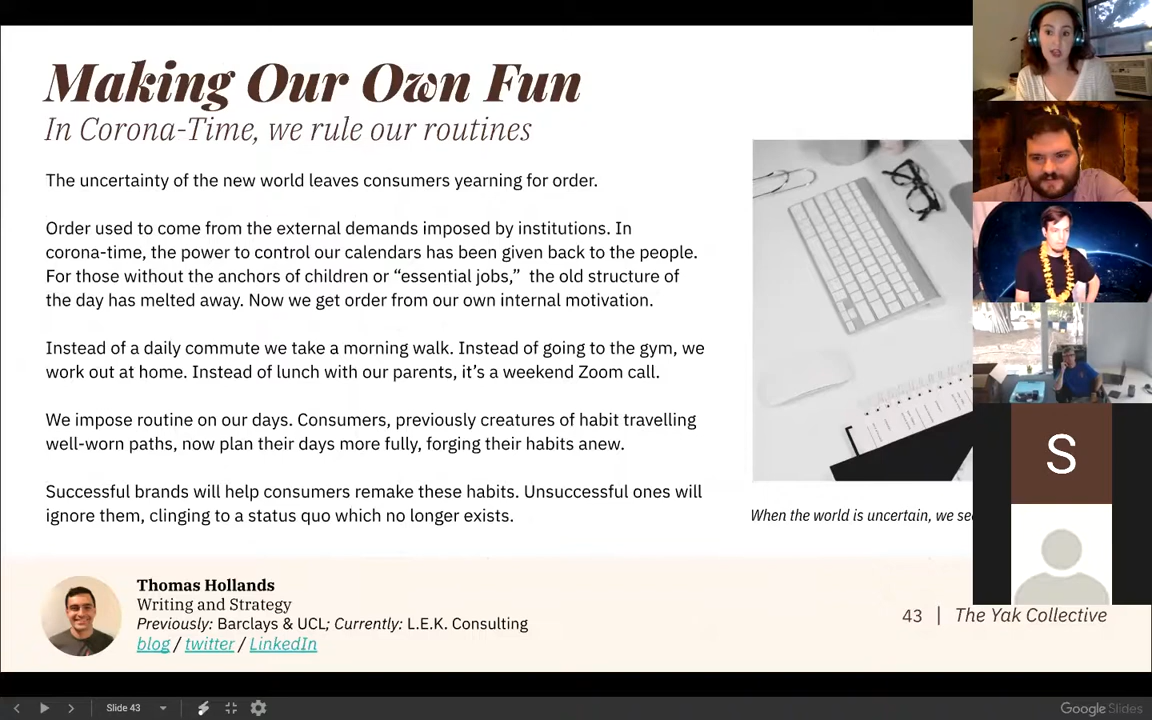 Making Our Own Fun
In Corona-Time, we rule our routines
The uncertainty of the new world leaves consumers yearning for order.
Order used to come from the external demands imposed by institutions. In
corona-time, the power to control our calendars has been given back to the people.
For those without the anchors of children or “essential jobs,” the old structure of
the day has melted away. Now we get order from our own internal motivation.
Instead of a daily commute we take a morning walk. Instead of going to the gym, we
work out at home. Instead of lunch with our parents, it’s a weekend Zoom call.
We impose routine on our days. Consumers, previously creatures of habit travelling
well-worn paths, now plan their days more fully, forging their habits anew.
Successful brands will help consumers remake these habits. Unsuccessful ones will
ignore them, clinging to a status quo which no longer exists.
When the world is uncertain, we
S
Thomas Hollands
Writing and Strategy
Previously: Barclays & UCL; Currently: L.E.K. Consulting
blog / twitter / LinkedIn
43 | The Yak Collective
Slide 43
Google Slides